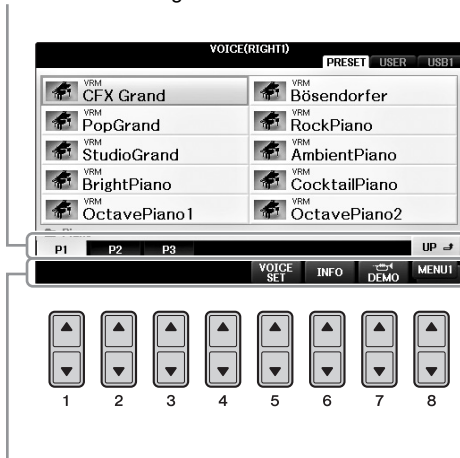 VOICE(RIGHT1)
PRESET USER USB1
VRM
CFX Grand
VRM
Bösendorfer
VRM
PopGrand
VRM
RockPiano
VRM
StudioGrand
VRM
AmbientPiano
VRM
BrightPiano
VRM
CocktailPiano
VRM
OctavePiano1
VRM
OctavePiano2
P1 P2 P3 UP
VOICE SET INFO DEMO MENU1
1 2 3 4 5 6 7 8